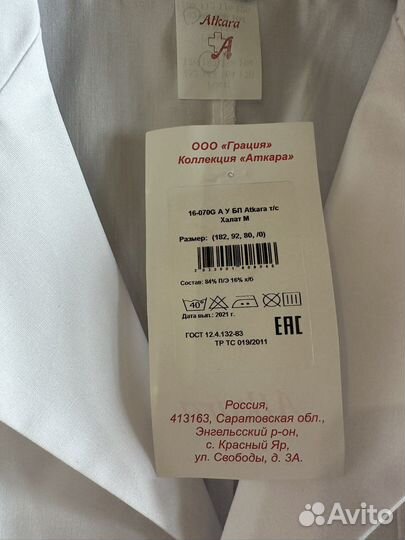 Atkara
A
ООО «Грация»
Коллекция «Аткара»
16-070G А У БП Atkara т/с
Халат М
Размер: (182, 92, 80, /0)
Состав: 84% П/Э 16% х/б
40°
Дата вып.: 2021 г.
ГОСТ 12.4.132-83
ТР ТС 019/2011
ЕАС
Россия,
413163, Саратовская обл.,
Энгельсский р-он,
с. Красный Яр,
ул. Свободы, д. 3А.
Avito